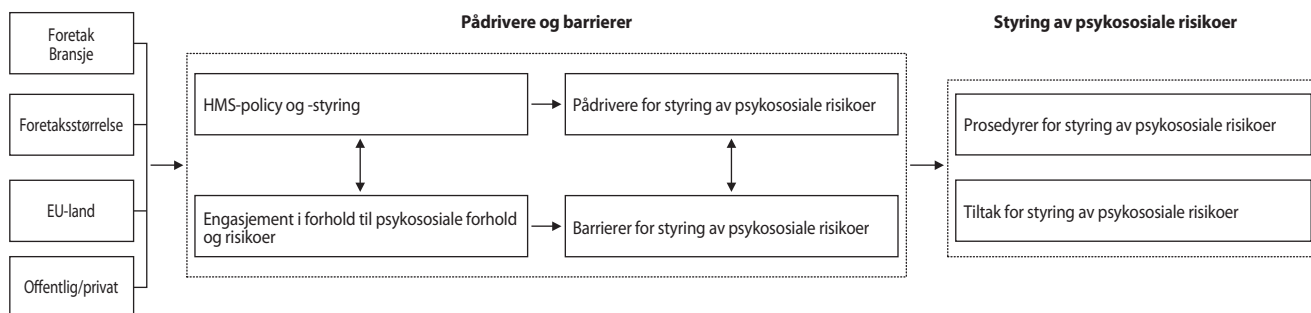 Foretak
Bransje
Foretaksstørrelse
EU-land
Offentlig/privat
Pådrivere og barrierer
HMS-policy og -styring
Pådrivere for styring av psykososiale risikoer
Engasjement i forhold til psykososiale forhold
og risikoer
Barrierer for styring av psykososiale risikoer
Styring av psykososiale risikoer
Prosedyrer for styring av psykososiale risikoer
Tiltak for styring av psykososiale risikoer